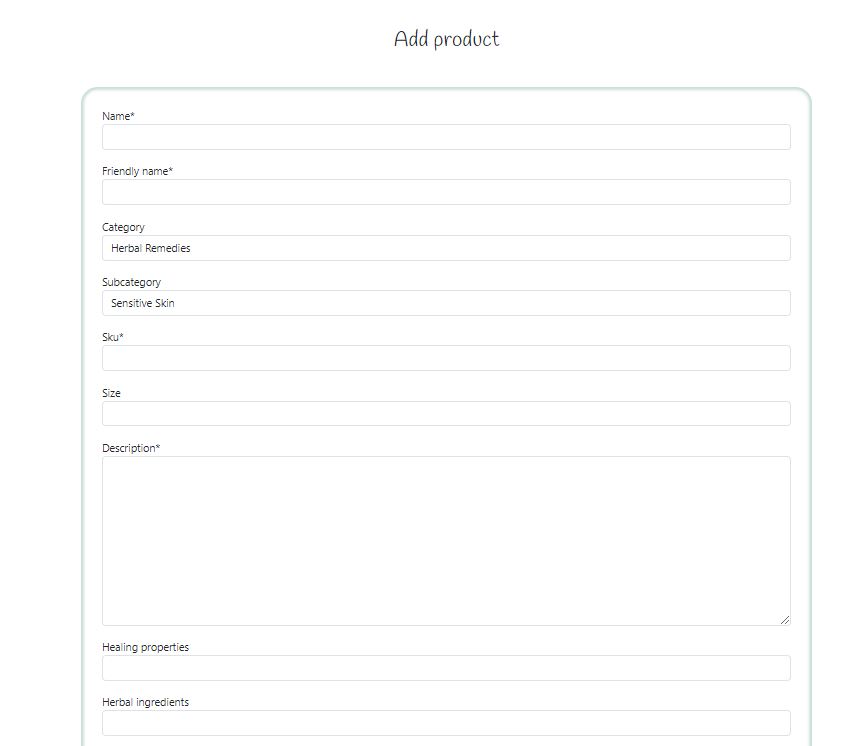 Add product
Name*
Friendly name*
Category
Herbal Remedies
Subcategory
Sensitive Skin
Sku*
Size
Description*
Healing properties
Herbal ingredients